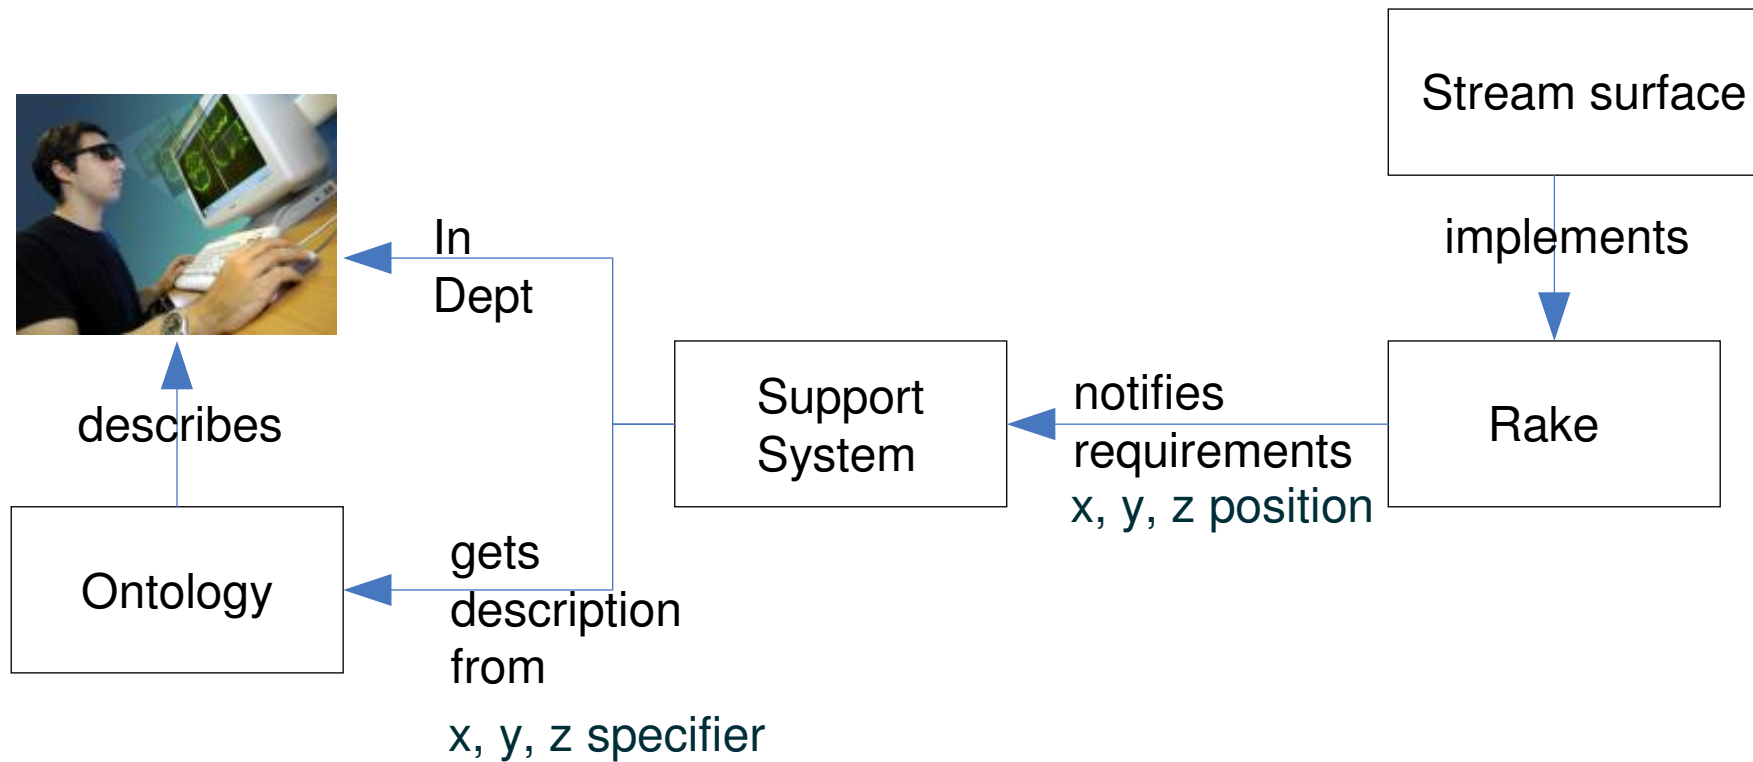 Stream surface
implements
In
Dept
describes
Support
System
notifies
requirements
x, y, z position
Rake
Ontology
gets
description
from
x, y, z specifier